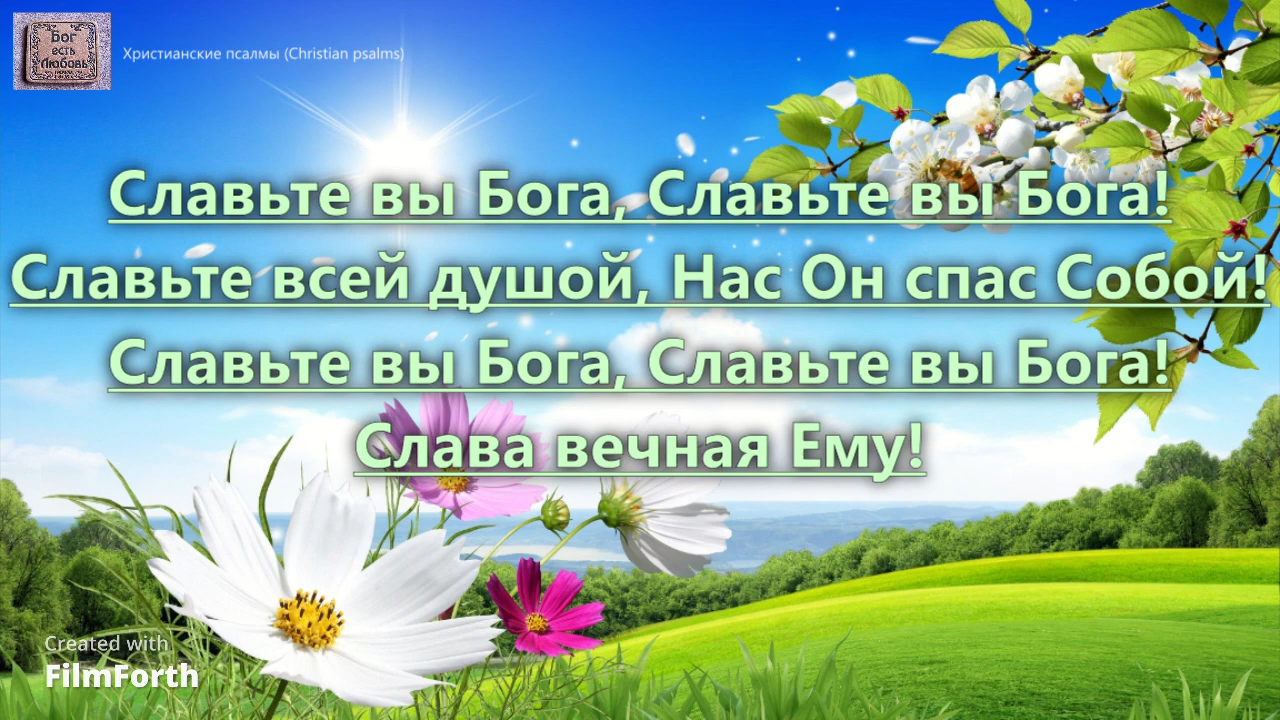 Бог
есть
Любовь
Христианские псалмы (Christian psalms)
Славьте вы Бога, Славьте вы Бога!
Славьте всей душой, Нас Он спас Собой!
Славьте вы Бога, Славьте вы Бога!
Слава вечная Ему!
Created with
FilmForth